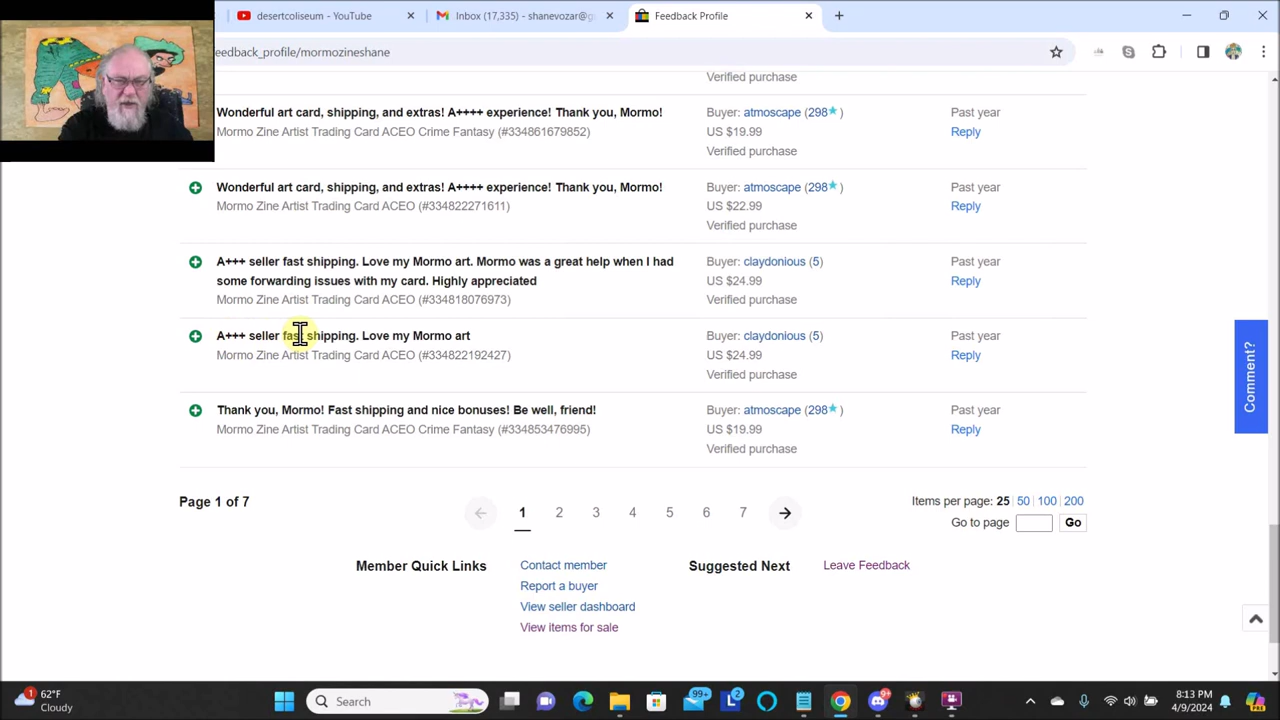 desertcoliseum - YouTube
Inbox (17,335) - shanevozar@g
Feedback Profile
eedback_profile/mormozineshane
Verified purchase
Wonderful art card, shipping, and extras! A++++ experience! Thank you, Mormo!
Buyer: atmoscape (298)
Past year
Mormo Zine Artist Trading Card ACEO Crime Fantasy (#334861679852)
US $19.99
Reply
Verified purchase
Wonderful art card, shipping, and extras! A++++ experience! Thank you, Mormo!
Buyer: atmoscape (298)
Past year
Mormo Zine Artist Trading Card ACEO (#334822271611)
US $22.99
Reply
Verified purchase
A+++ seller fast shipping. Love my Mormo art. Mormo was a great help when I had
some forwarding issues with my card. Highly appreciated
Buyer: claydonious (5)
Past year
Mormo Zine Artist Trading Card ACEO (#334818076973)
US $24.99
Reply
Verified purchase
A+++ seller fast shipping. Love my Mormo art
Buyer: claydonious (5)
Past year
Mormo Zine Artist Trading Card ACEO (#334822192427)
US $24.99
Reply
Verified purchase
Thank you, Mormo! Fast shipping and nice bonuses! Be well, friend!
Buyer: atmoscape (298)
Past year
Mormo Zine Artist Trading Card ACEO Crime Fantasy (#334853476995)
US $19.99
Reply
Verified purchase
Comment?
Page 1 of 7
1 2 3 4 5 6 7
Items per page: 25 50 100 200
Go to page
Go
Member Quick Links
Contact member
Report a buyer
View seller dashboard
View items for sale
Suggested Next
Leave Feedback
1
62°F
Cloudy
Search
99+
L
2
9+
8:13 PM
4/9/2024
PRE